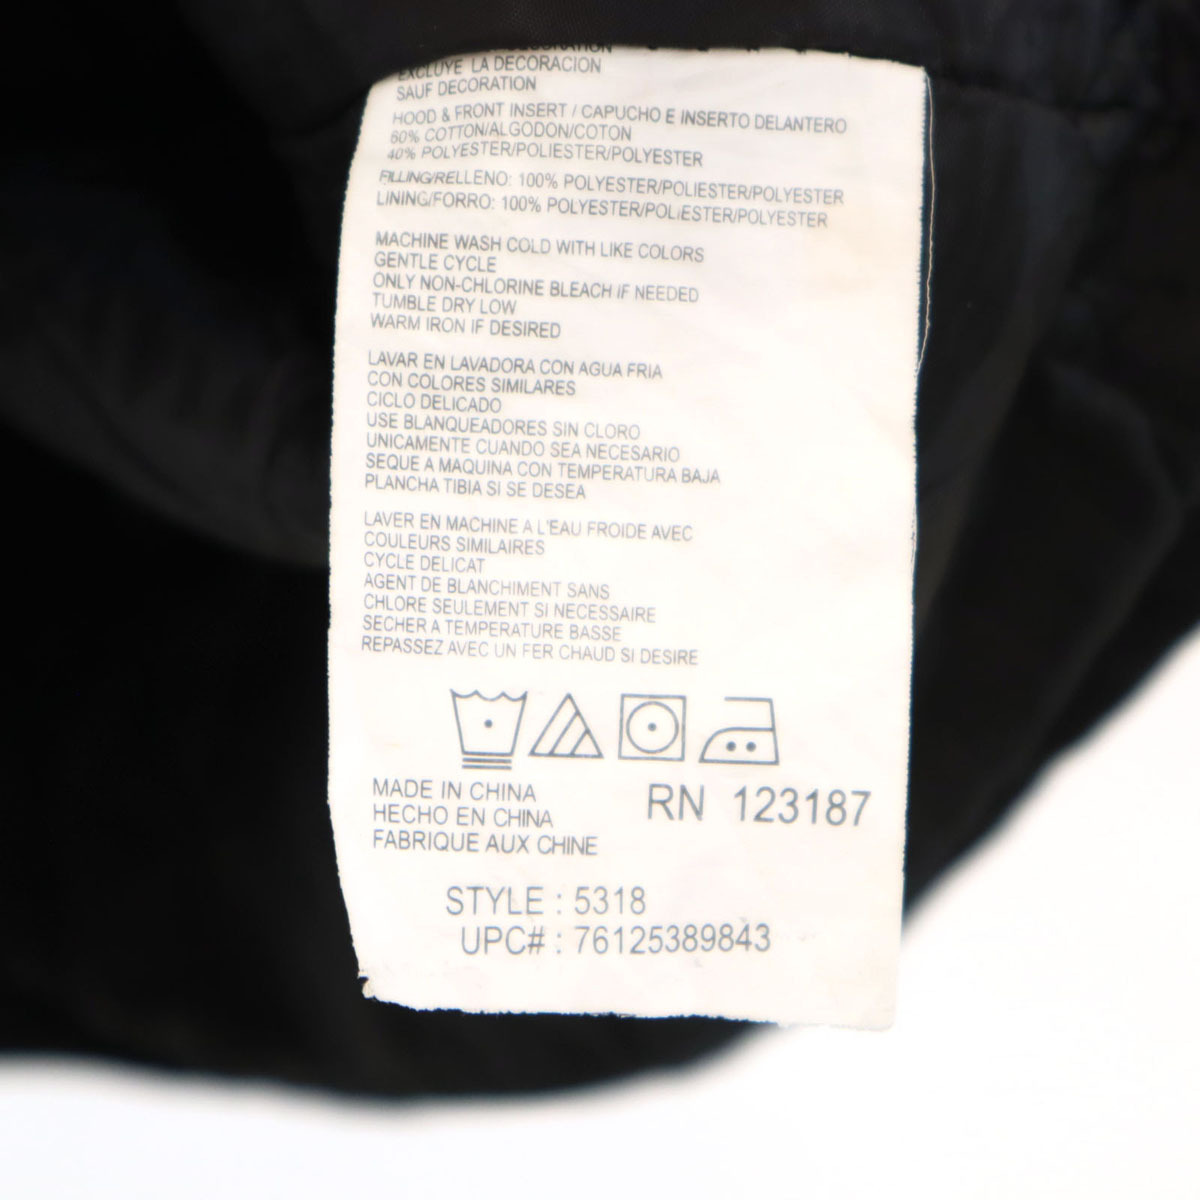 DECORATION
EXCLUYE LA DECORACION
SAUF DECORATION
HOOD & FRONT INSERT / CAPUCHO E INSERTO DELANTERO
60% COTTON/ALGODON/COTON
40% POLYESTER/POLIESTER/POLYESTER
FILLING/RELLENO: 100% POLYESTER/POLIESTER/POLYESTER
LINING/FORRO: 100% POLYESTER/POLIESTER/POLYESTER
MACHINE WASH COLD WITH LIKE COLORS
GENTLE CYCLE
ONLY NON-CHLORINE BLEACH IF NEEDED
TUMBLE DRY LOW
WARM IRON IF DESIRED
LAVAR EN LAVADORA CON AGUA FRIA
CON COLORES SIMILARES
CICLO DELICADO
USE BLANQUEADORES SIN CLORO
UNICAMENTE CUANDO SEA NECESARIO
SEQUE A MAQUINA CON TEMPERATURA BAJA
PLANCHA TIBIA SI SE DESEA
LAVER EN MACHINE A L'EAU FROIDE AVEC
COULEURS SIMILAIRES
CYCLE DELICAT
AGENT DE BLANCHIMENT SANS
CHLORE SEULEMENT SI NECESSAIRE
SECHER A TEMPERATURE BASSE
REPASSEZ AVEC UN FER CHAUD SI DESIRE
MADE IN CHINA
HECHO EN CHINA
FABRIQUE AUX CHINE
RN 123187
STYLE : 5318
UPC# : 76125389843